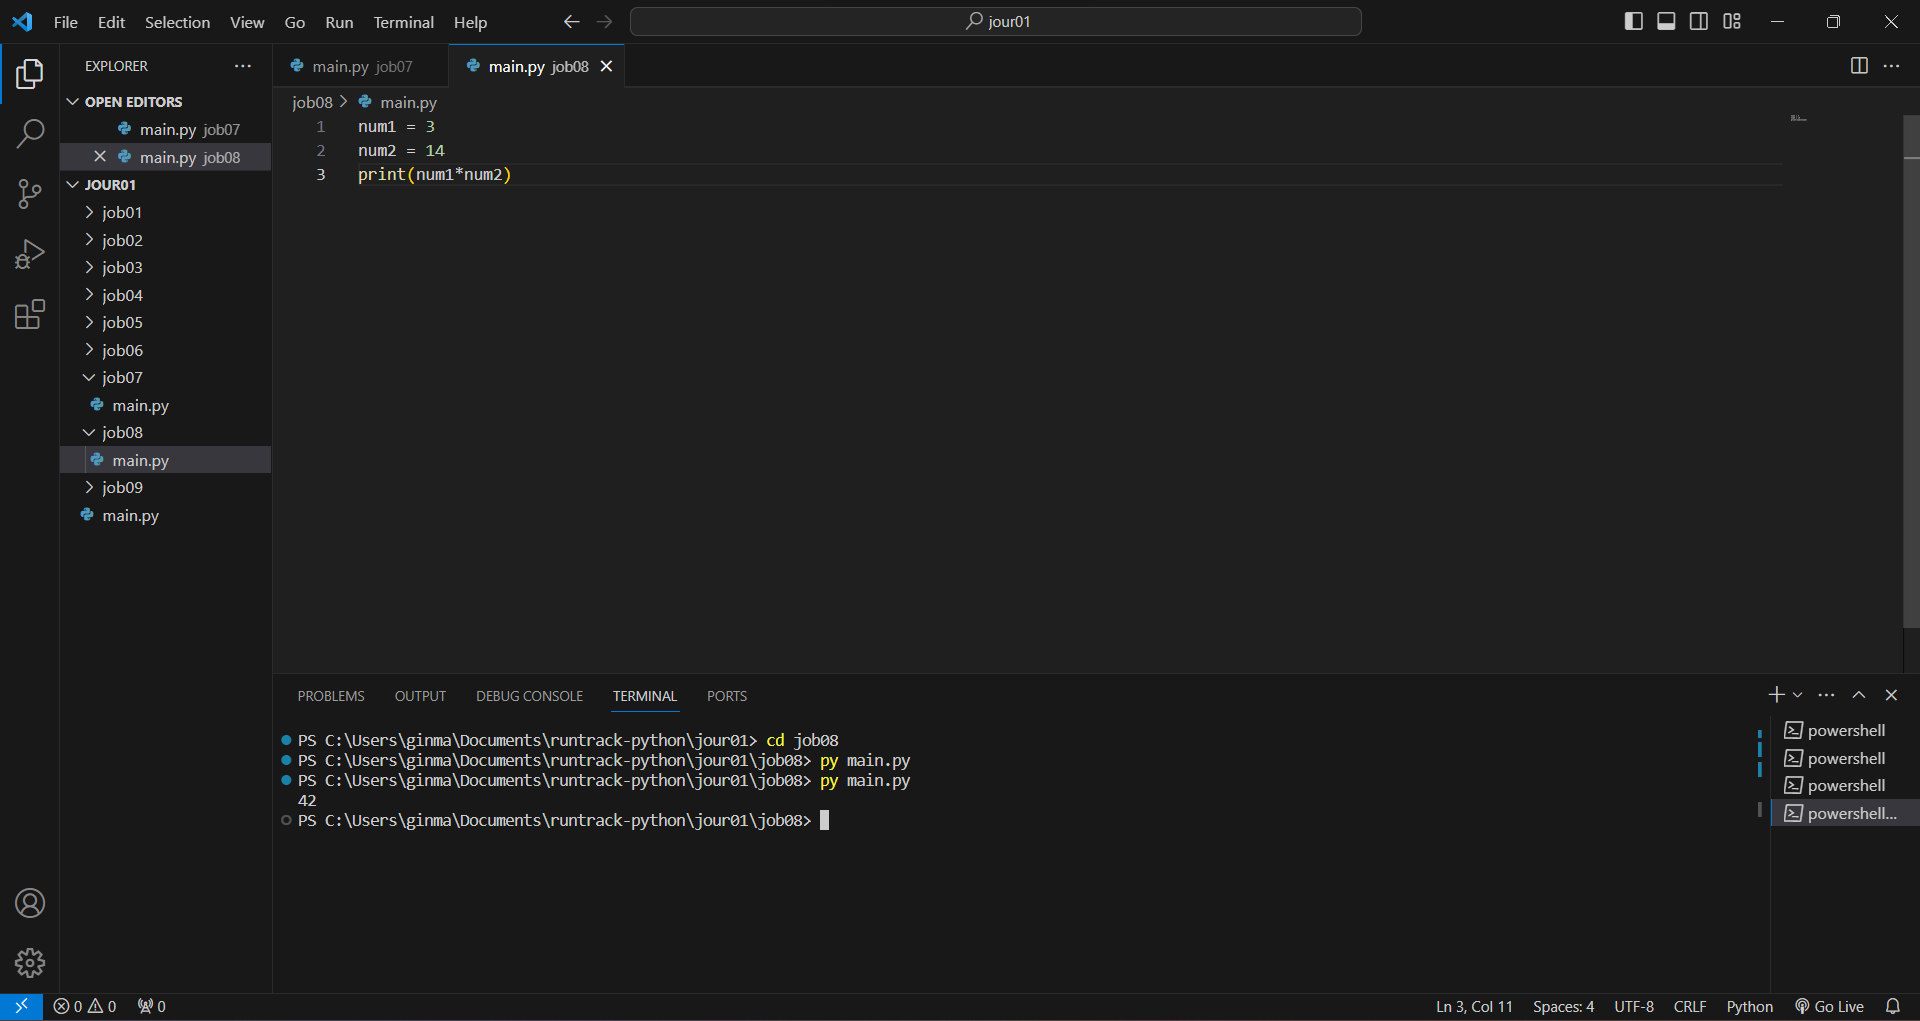 File Edit Selection View Go Run Terminal Help
jour01
EXPLORER
OPEN EDITORS
main.py job07
main.py job08
JOUR01
job01
job02
job03
job04
job05
job06
job07
main.py
job08
main.py
job09
main.py
main.py job07
main.py job08
job08 > main.py
1 num1 = 3
2 num2 = 14
3 print(num1*num2)
PROBLEMS OUTPUT DEBUG CONSOLE TERMINAL PORTS
PS C:\Users\ginma\Documents\runtrack-python\jour01> cd job08
PS C:\Users\ginma\Documents\runtrack-python\jour01\job08> py main.py
PS C:\Users\ginma\Documents\runtrack-python\jour01\job08> py main.py
42
PS C:\Users\ginma\Documents\runtrack-python\jour01\job08>
powershell
powershell
powershell
powershell...
0 0 0
Ln 3, Col 11 Spaces: 4 UTF-8 CRLF Python Go Live